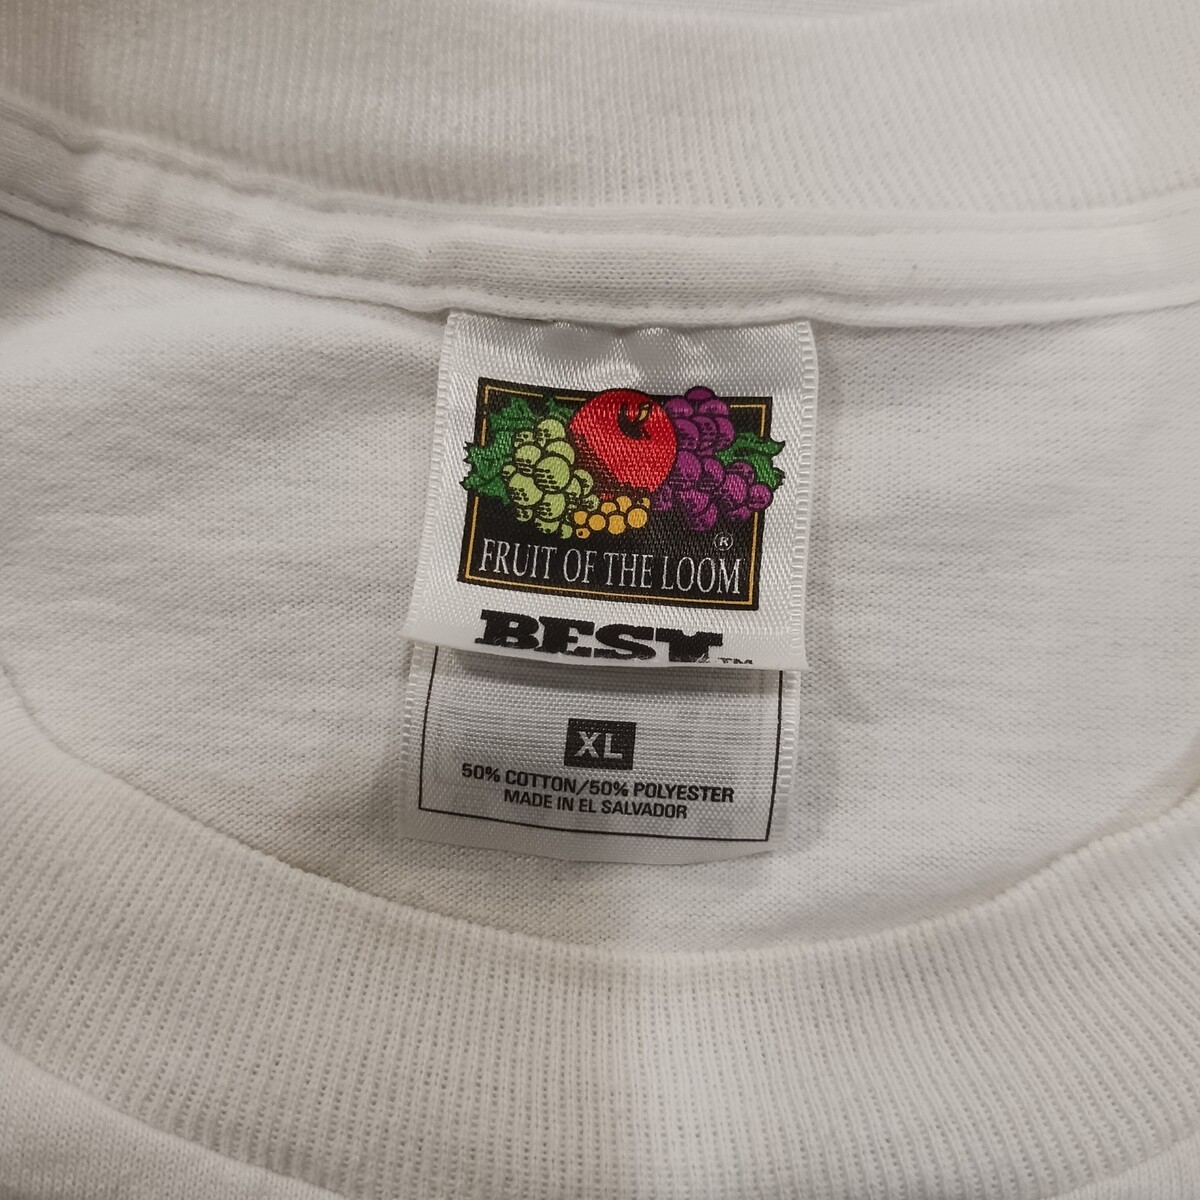 ®
FRUIT OF THE LOOM
BEST™
XL
50% COTTON/50% POLYESTER
MADE IN EL SALVADOR